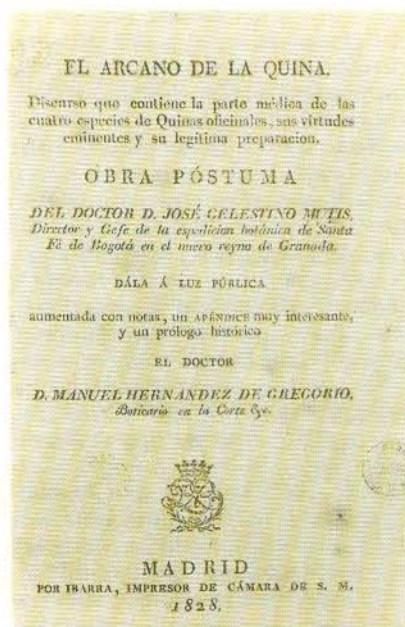 EL ARCANO DE LA QUINA.
Discurso que contiene la parte médica de las
cuatro especies de Quinas oficinales, sus virtudes
eminentes y su legítima preparacion.
OBRA PÓSTUMA
DEL DOCTOR D. JOSÉ CELESTINO MUTIS,
Director y Gefe de la espedicion botánica de Santa
Fé de Bogotá en el nuevo reyno de Granada.
DÁLA Á LUZ PÚBLICA
aumentada con notas, un APÉNDICE muy interesante,
y un prólogo histórico
EL DOCTOR
D. MANUEL HERNANDEZ DE GREGORIO,
Boticario en la Corte &c.
MADRID
POR IBARRA, IMPRESOR DE CÁMARA DE S. M.
1828.